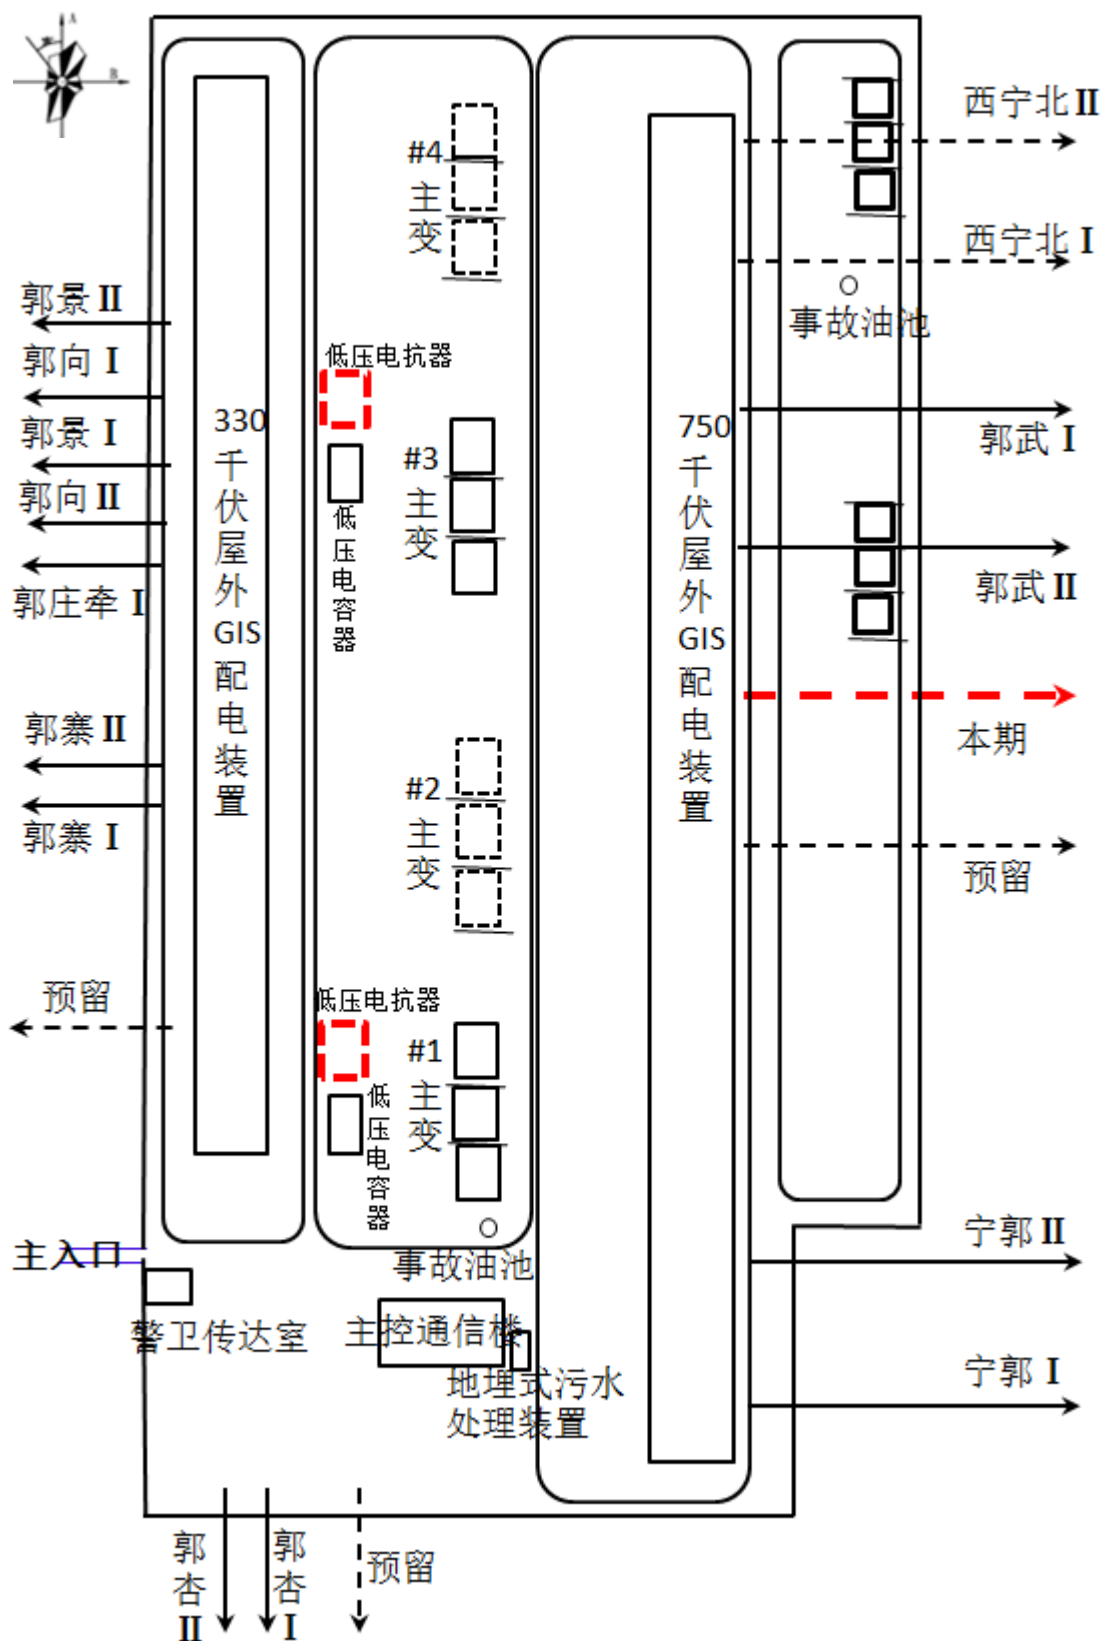 A
B
西宁北 II
#4
主
变
西宁北 I
郭景 II
事故油池
低压电抗器
郭向 I
330
千
伏
屋
外
GIS
配
电
装
置
750
千
伏
屋
外
GIS
配
电
装
置
郭武 I
郭景 I
#3
主
变
郭向 II
低
压
电
容
器
郭武 II
郭庄牵 I
郭寨 II
本期
#2
主
变
郭寨 I
预留
预留
低压电抗器
#1
主
变
低
压
电
容
器
主入口
宁郭 II
事故油池
警卫传达室
主控通信楼
宁郭 I
地埋式污水
处理装置
郭
杏
II
郭
杏
I
预留